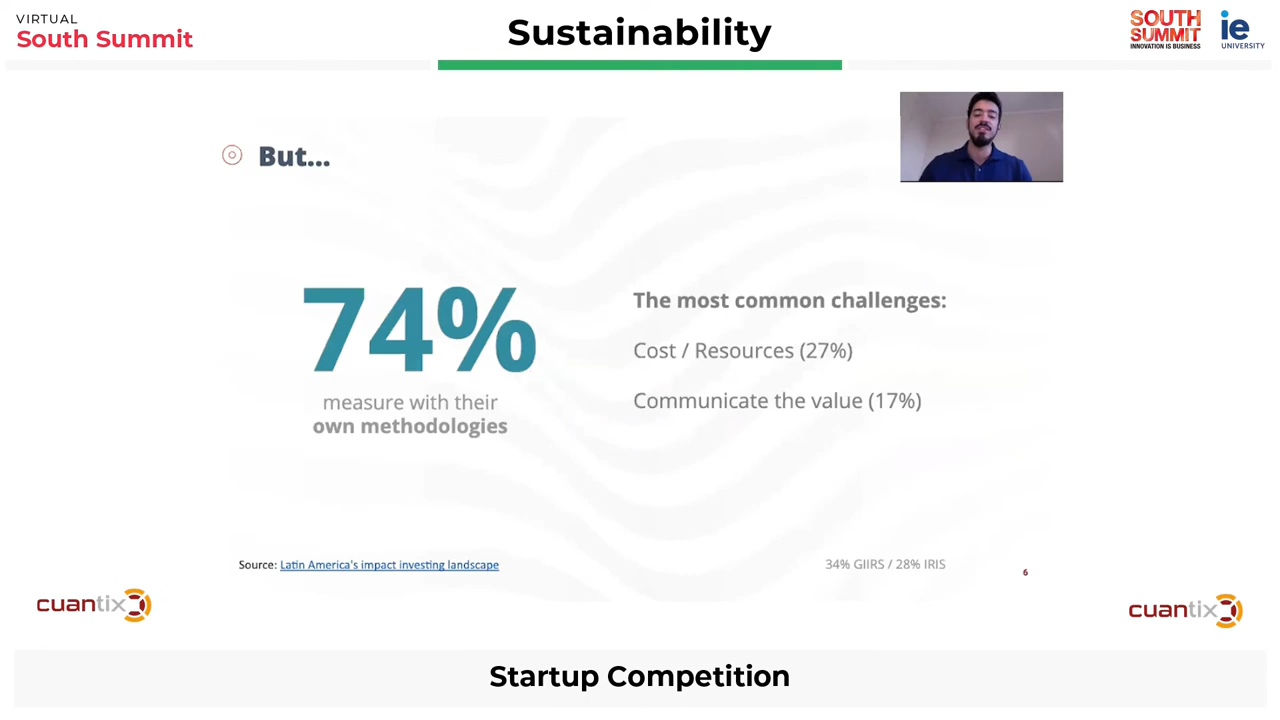 VIRTUAL
South Summit
Sustainability
SOUTH
SUMMIT
INNOVATION IS BUSINESS
ie
UNIVERSITY
But...
74%
measure with their
own methodologies
The most common challenges:
Cost / Resources (27%)
Communicate the value (17%)
Source: Latin America's impact investing landscape
34% GIIRS / 28% IRIS
6
cuantix
cuantix
Startup Competition